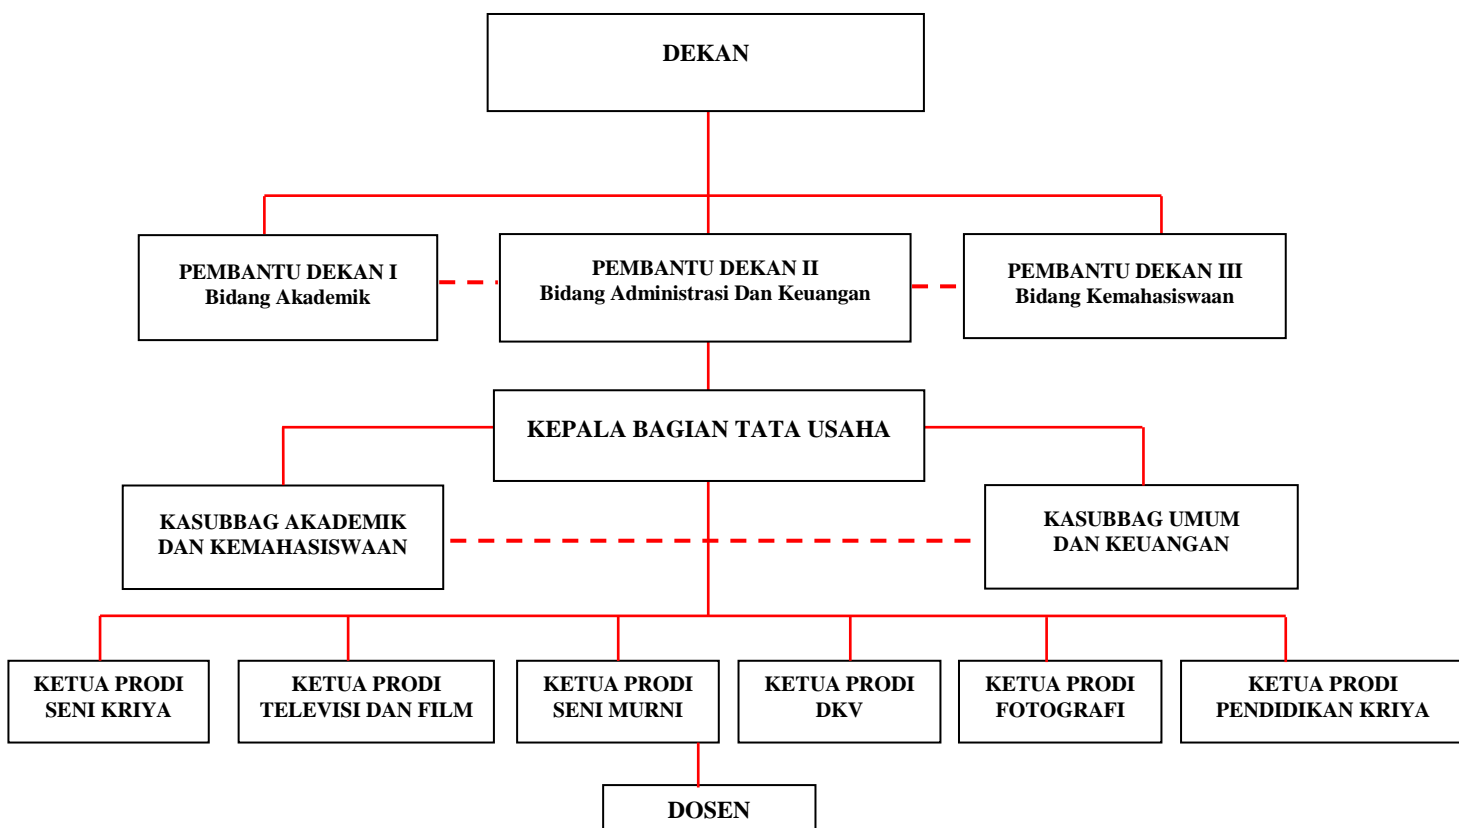 DEKAN
PEMBANTU DEKAN I
Bidang Akademik
PEMBANTU DEKAN II
Bidang Administrasi Dan Keuangan
PEMBANTU DEKAN III
Bidang Kemahasiswaan
KEPALA BAGIAN TATA USAHA
KASUBBAG AKADEMIK
DAN KEMAHASISWAAN
KASUBBAG UMUM
DAN KEUANGAN
KETUA PRODI
SENI KRIYA
KETUA PRODI
TELEVISI DAN FILM
KETUA PRODI
SENI MURNI
KETUA PRODI
DKV
KETUA PRODI
FOTOGRAFI
KETUA PRODI
PENDIDIKAN KRIYA
DOSEN